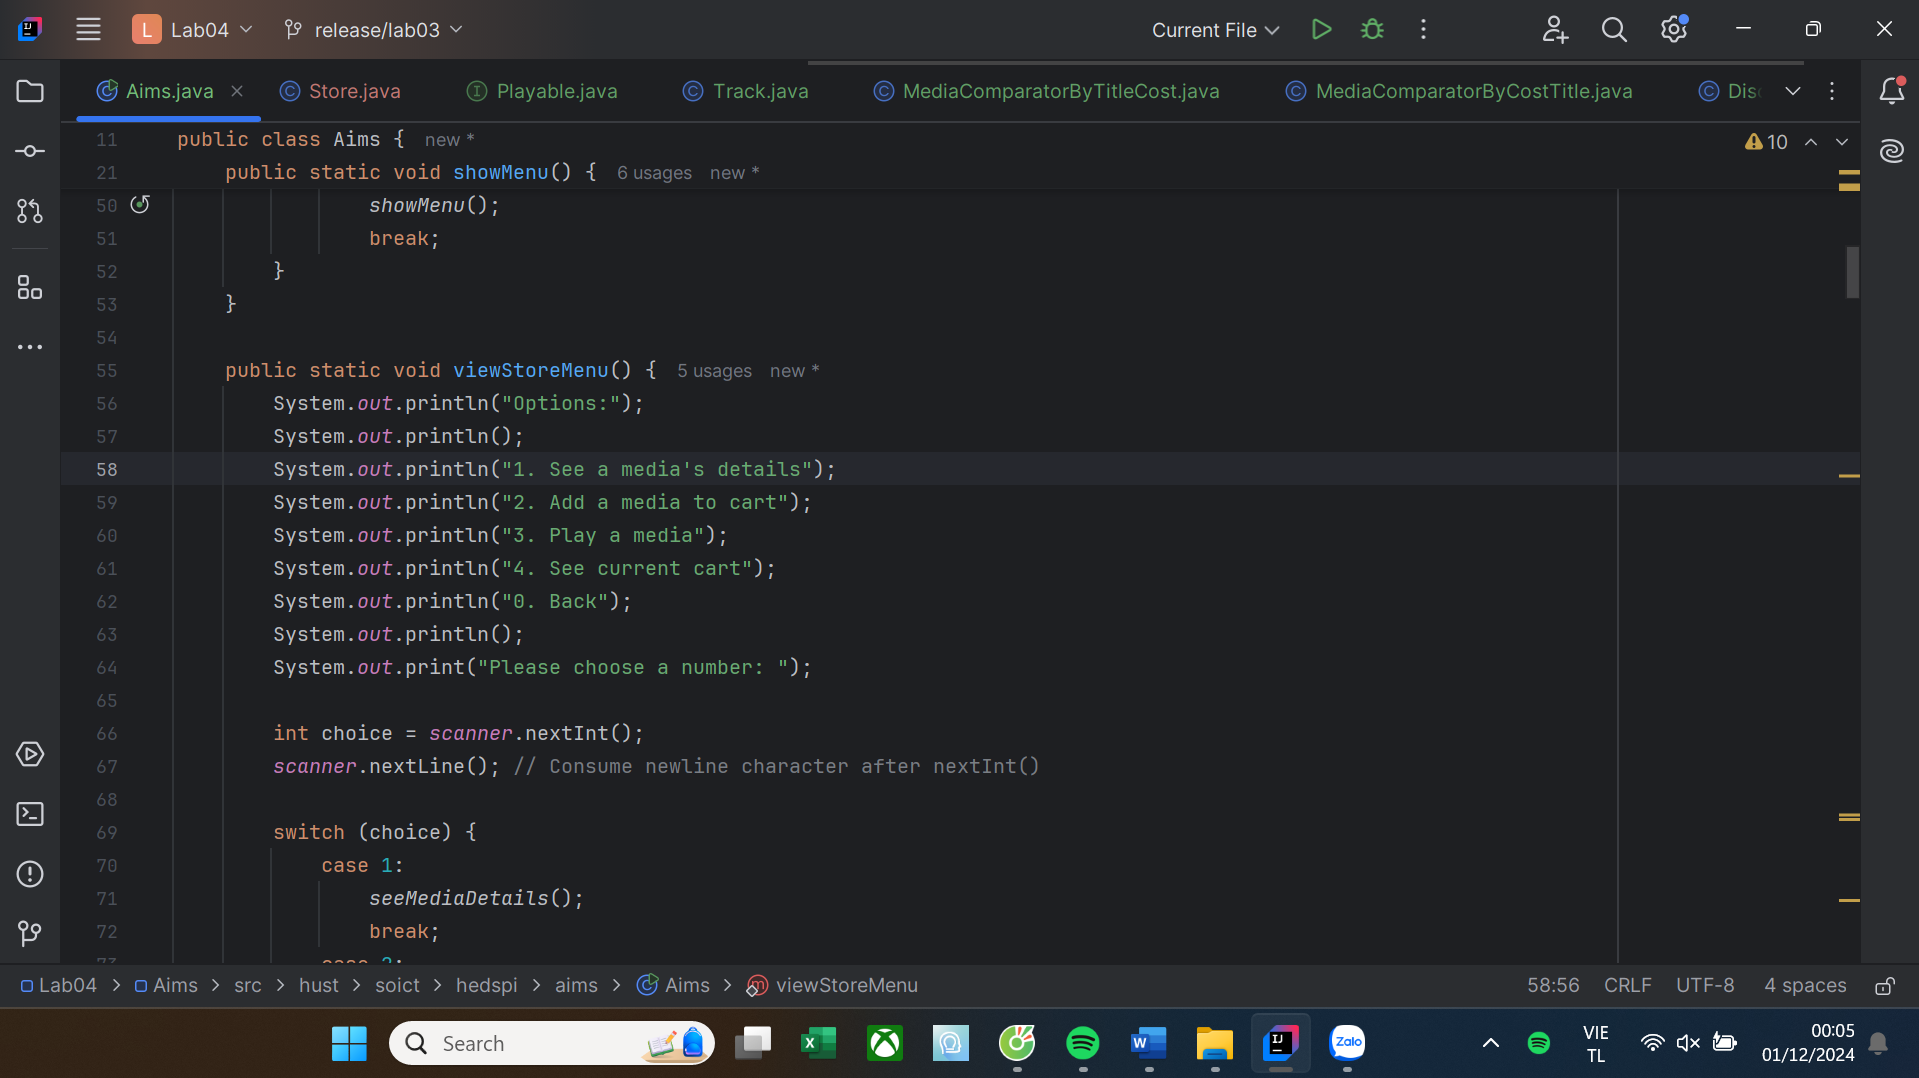 L Lab04 release/lab03 Current File
Aims.java Store.java Playable.java Track.java MediaComparatorByTitleCost.java MediaComparatorByCostTitle.java Dis
11 public class Aims { new *
21 public static void showMenu() { 6 usages new *
10
50 showMenu();
51 break;
52 }
53 }
54
55 public static void viewStoreMenu() { 5 usages new *
56 System.out.println("Options:");
57 System.out.println();
58 System.out.println("1. See a media's details");
59 System.out.println("2. Add a media to cart");
60 System.out.println("3. Play a media");
61 System.out.println("4. See current cart");
62 System.out.println("0. Back");
63 System.out.println();
64 System.out.print("Please choose a number: ");
65
66 int choice = scanner.nextInt();
67 scanner.nextLine(); // Consume newline character after nextInt()
68
69 switch (choice) {
70 case 1:
71 seeMediaDetails();
72 break;
73 case 2:
Lab04 > Aims > src > hust > soict > hedspi > aims > Aims > viewStoreMenu 58:56 CRLF UTF-8 4 spaces
Search
Zalo
VIE
TL
00:05
01/12/2024